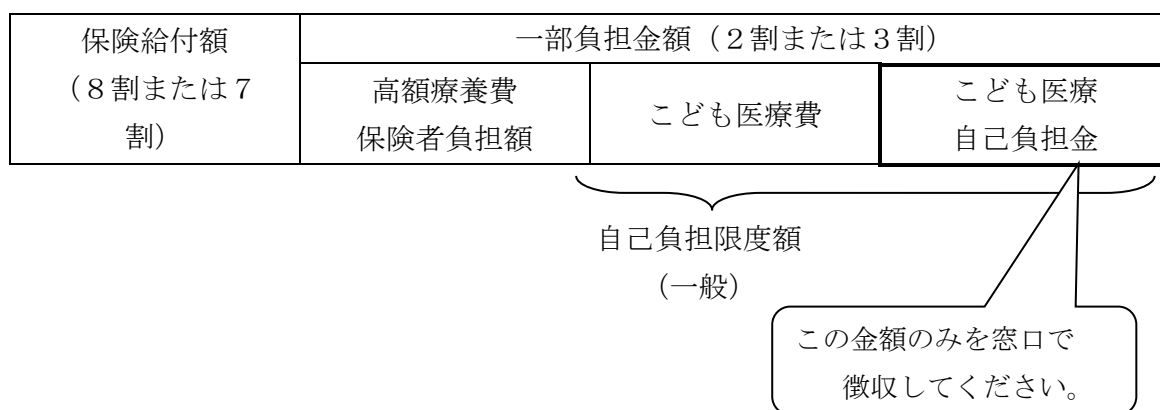 保険給付額
(8割または7
割)
一部負担金額(2割または3割)
高額療養費
保険者負担額
こども医療費
こども医療
自己負担金
自己負担限度額
(一般)
この金額のみを窓口で
徴収してください。